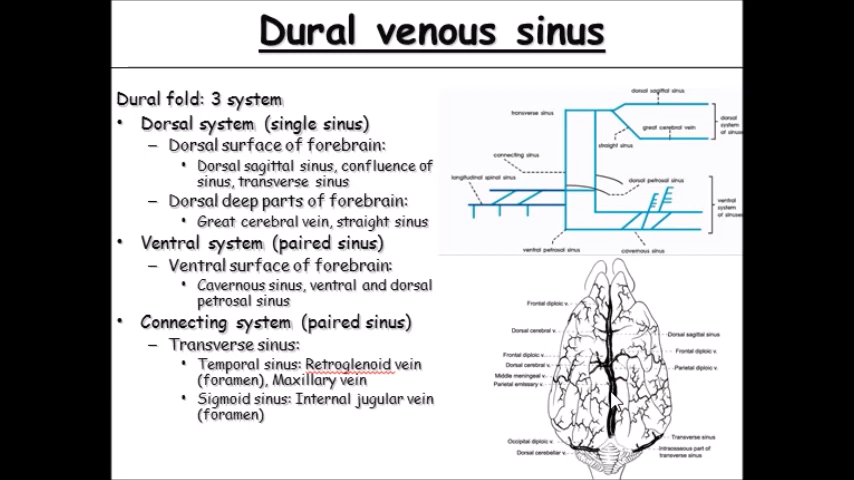 Dural venous sinus
Dural fold: 3 system
• Dorsal system (single sinus)
– Dorsal surface of forebrain:
• Dorsal sagittal sinus, confluence of
sinus, transverse sinus
– Dorsal deep parts of forebrain:
• Great cerebral vein, straight sinus
• Ventral system (paired sinus)
– Ventral surface of forebrain:
• Cavernous sinus, ventral and dorsal
petrosal sinus
• Connecting system (paired sinus)
– Transverse sinus:
• Temporal sinus: Retroglenoid vein
(foramen), Maxillary vein
• Sigmoid sinus: Internal jugular vein
(foramen)
dorsal sagittal sinus
transverse sinus
great cerebral vein
dorsal
system
of sinuses
straight sinus
connecting sinus
longitudinal spinal sinus
dorsal petrosal sinus
ventral
system
of sinuses
ventral petrosal sinus
cavernous sinus
Frontal diploic v.
Dorsal cerebral v.
Dorsal sagittal sinus
Frontal diploic v.
Frontal diploic v.
Dorsal cerebral v.
Parietal diploic v.
Middle meningeal v.
Parietal emissary v.
Occipital diploic v.
Transverse sinus
Dorsal cerebellar v.
Intraosseous part of
transverse sinus